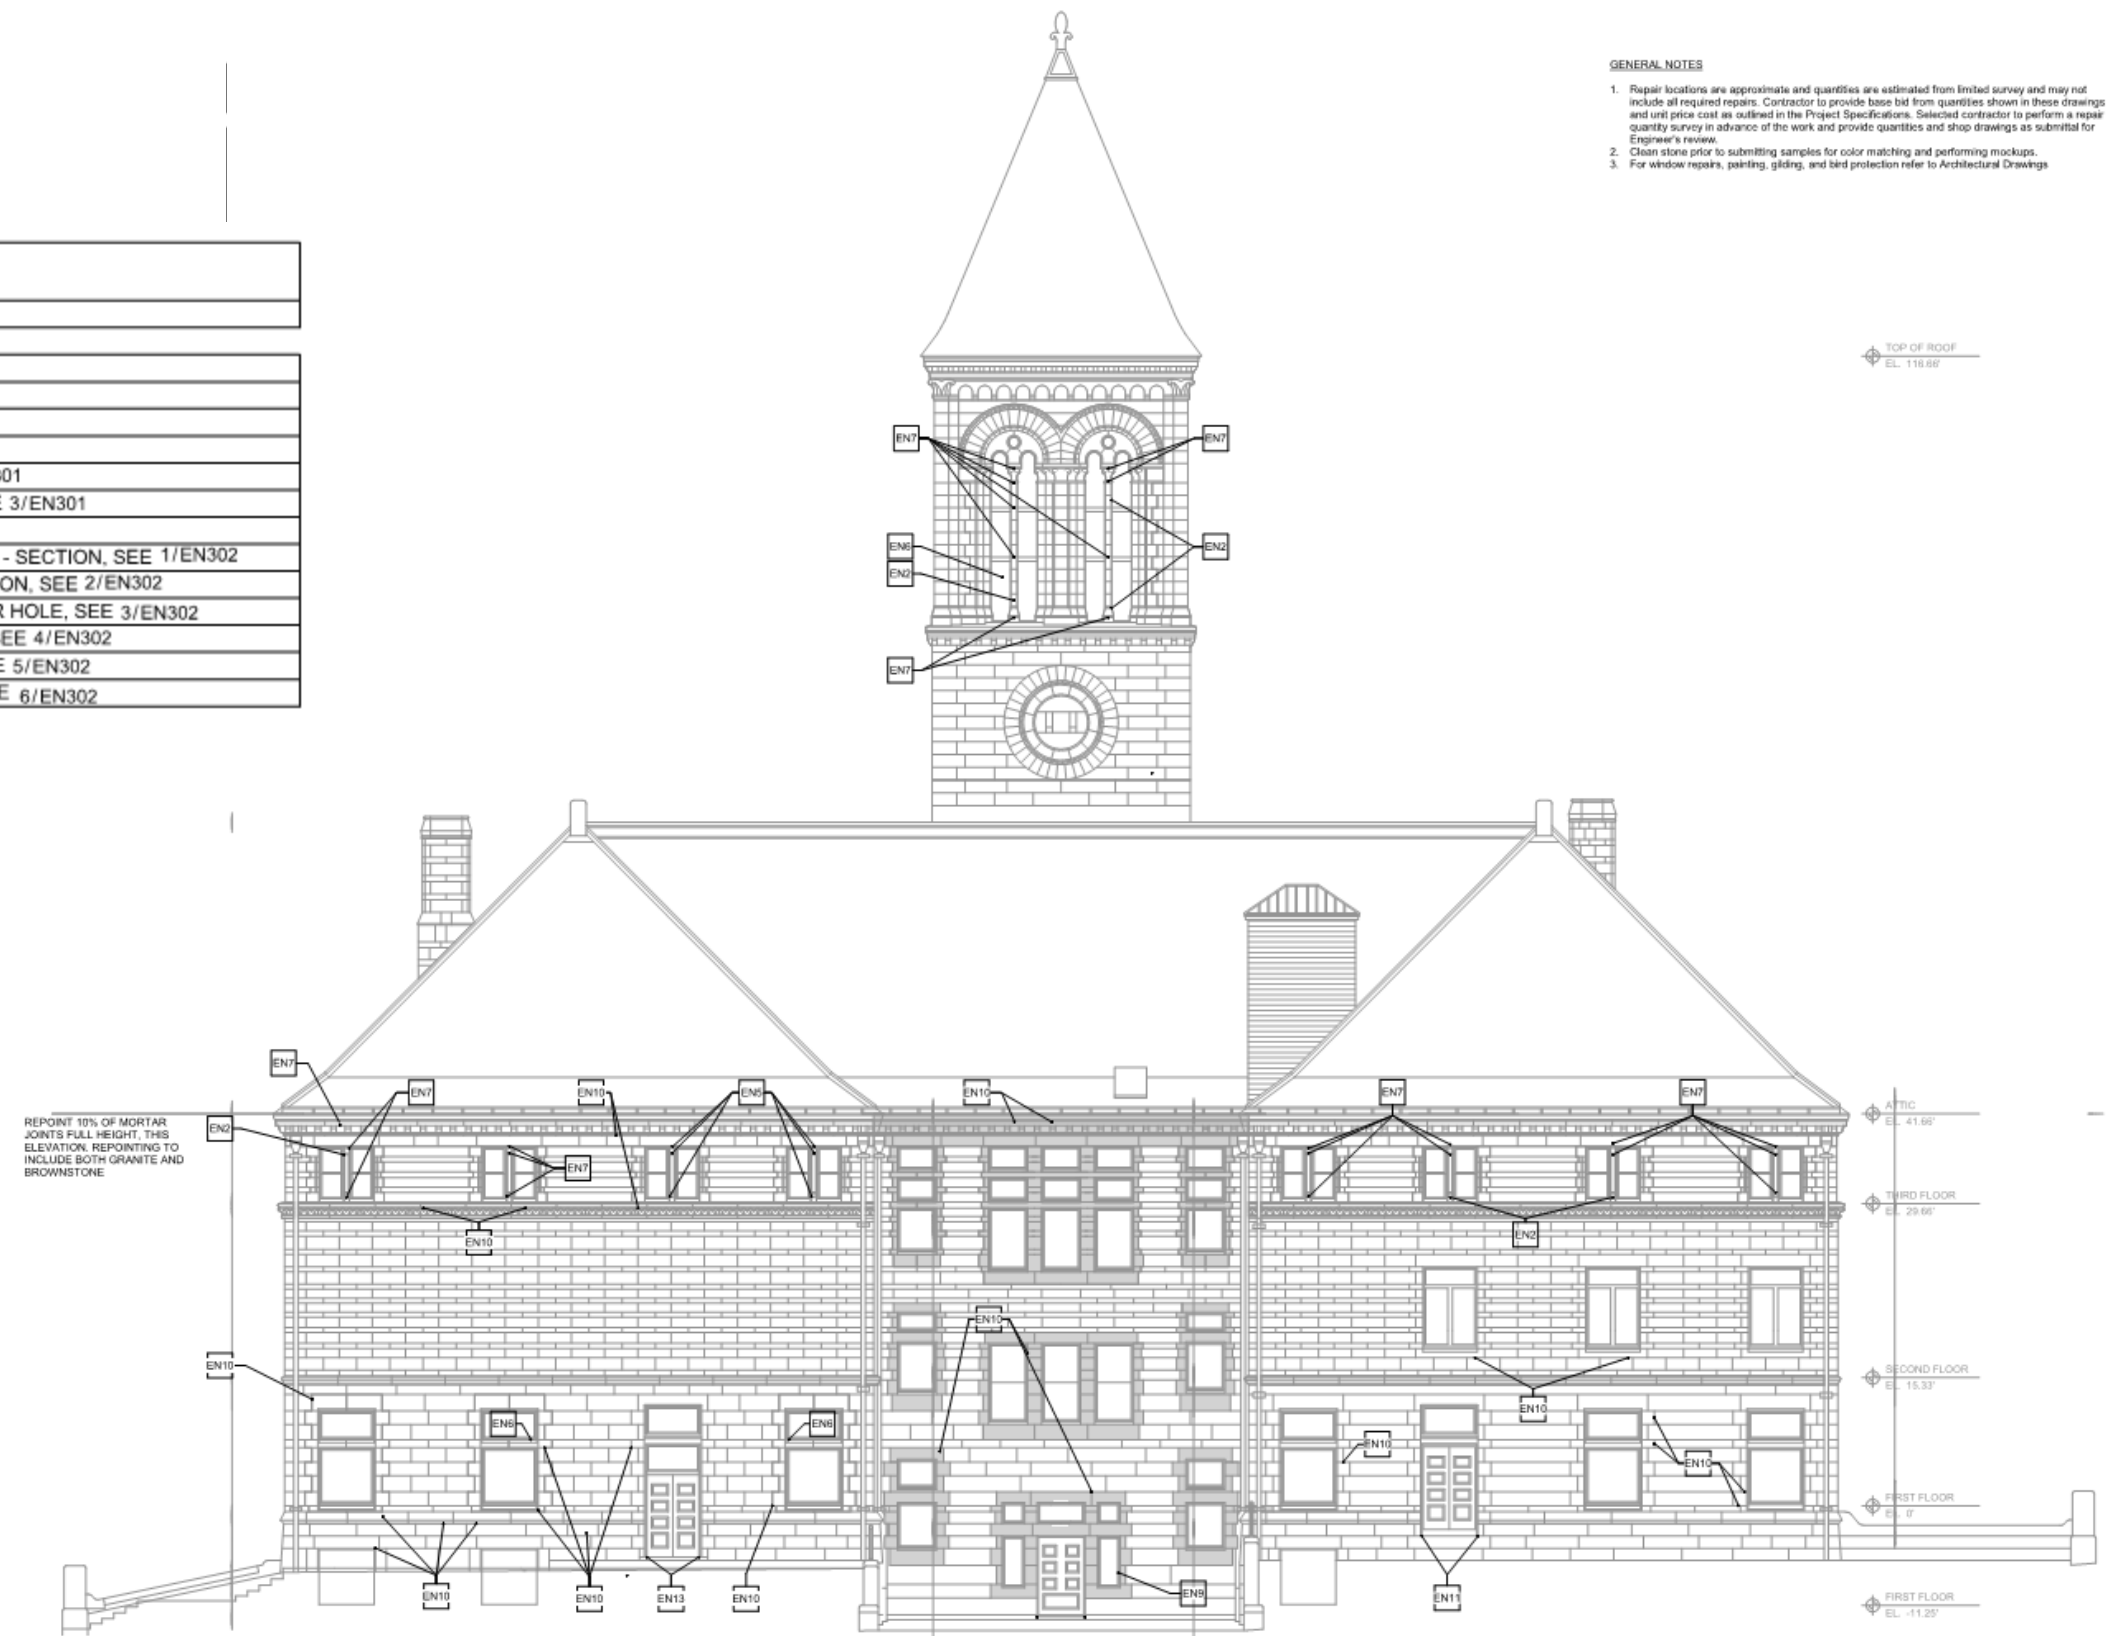 GENERAL NOTES
1. Repair locations are approximate and quantities are estimated from limited survey and may not
include all required repairs. Contractor to provide base bid from quantities shown in these drawings
and unit price cost as outlined in the Project Specifications. Selected contractor to perform a repair
quantity survey in advance of the work and provide quantities and shop drawings as submittal for
Engineer's review.
2. Clean stone prior to submitting samples for color matching and performing mockups.
3. For window repairs, painting, gilding, and bird protection refer to Architectural Drawings
01
3/EN301
- SECTION, SEE 1/EN302
ON, SEE 2/EN302
R HOLE, SEE 3/EN302
EE 4/EN302
5/EN302
6/EN302
TOP OF ROOF
EL. 116.66'
EN7
EN7
EN6
EN2
EN2
EN7
EN7
EN7
EN10
EN5
EN10
EN7
EN7
REPOINT 10% OF MORTAR
JOINTS FULL HEIGHT, THIS
ELEVATION. REPOINTING TO
INCLUDE BOTH GRANITE AND
BROWNSTONE
EN2
ATTIC
EL. 41.66'
EN7
THIRD FLOOR
EL. 29.66'
EN10
EN2
EN10
EN10
SECOND FLOOR
EL. 15.33'
EN10
EN6
EN6
EN10
EN10
FIRST FLOOR
EL. 0'
EN10
EN10
EN13
EN10
EN9
EN11
FIRST FLOOR
EL. -11.25'